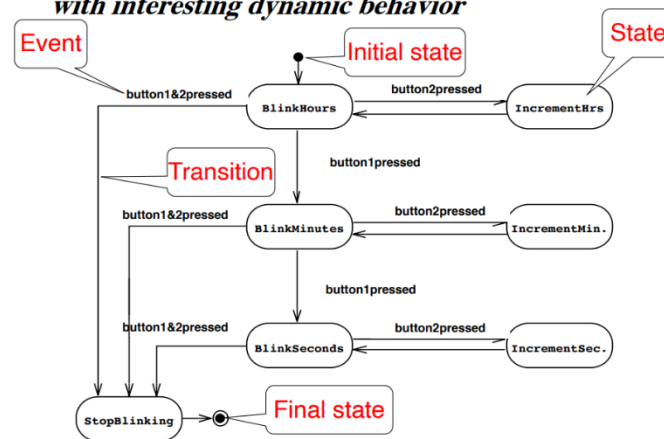 with interesting dynamic behavior
Event
Initial state
State
button1&2pressed
BlinkHours
button2pressed
IncrementHrs
Transition
button1pressed
button1&2pressed
BlinkMinutes
button2pressed
IncrementMin.
button1pressed
button1&2pressed
BlinkSeconds
button2pressed
IncrementSec.
StopBlinking
Final state